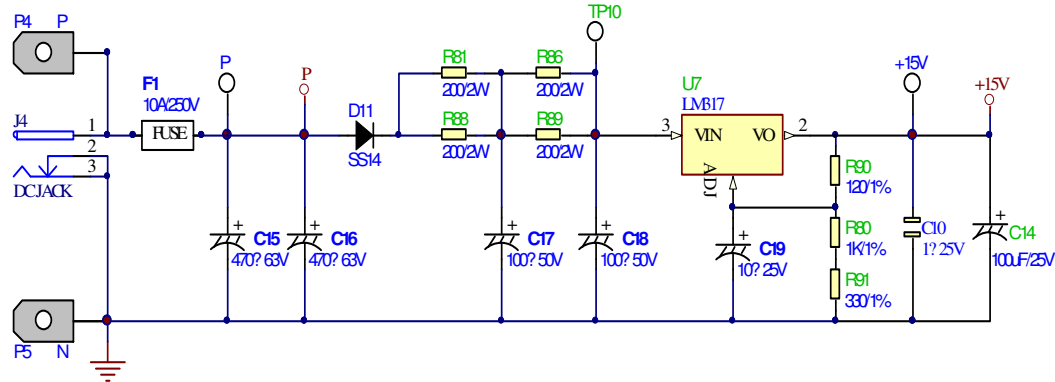 P4 P
TP10
R81
200/2W
R86
200/2W
P
P
+15V
+15V
F1
10A/250V
FUSE
J4
1
2
3
DCJACK
D11
SS14
R88
200/2W
R89
200/2W
U7
LM317
3
VIN
VO
2
ADJ
R90
120/1%
+
C15
470? 63V
+
C16
470? 63V
+
C17
100? 50V
+
C18
100? 50V
+
C19
10? 25V
R80
1K/1%
R91
330/1%
C10
1? 25V
+
C14
100uF/25V
P5 N